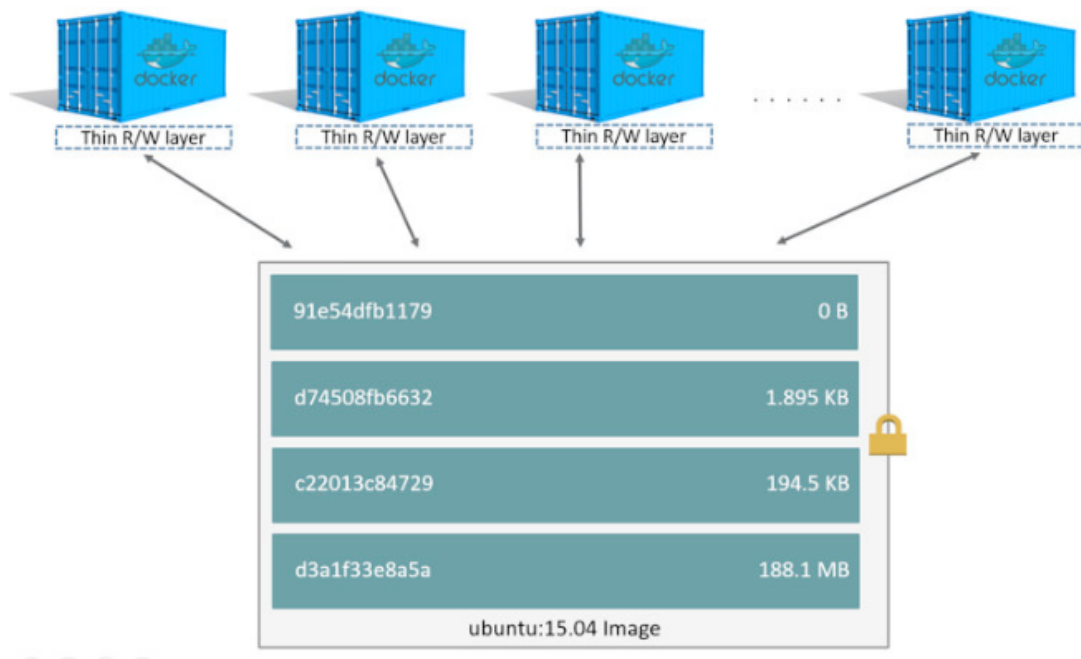 docker docker docker docker
Thin R/W layer Thin R/W layer Thin R/W layer ...... Thin R/W layer
91e54dfb1179 0 B
d74508fb6632 1.895 KB
c22013c84729 194.5 KB
d3a1f33e8a5a 188.1 MB
ubuntu:15.04 Image